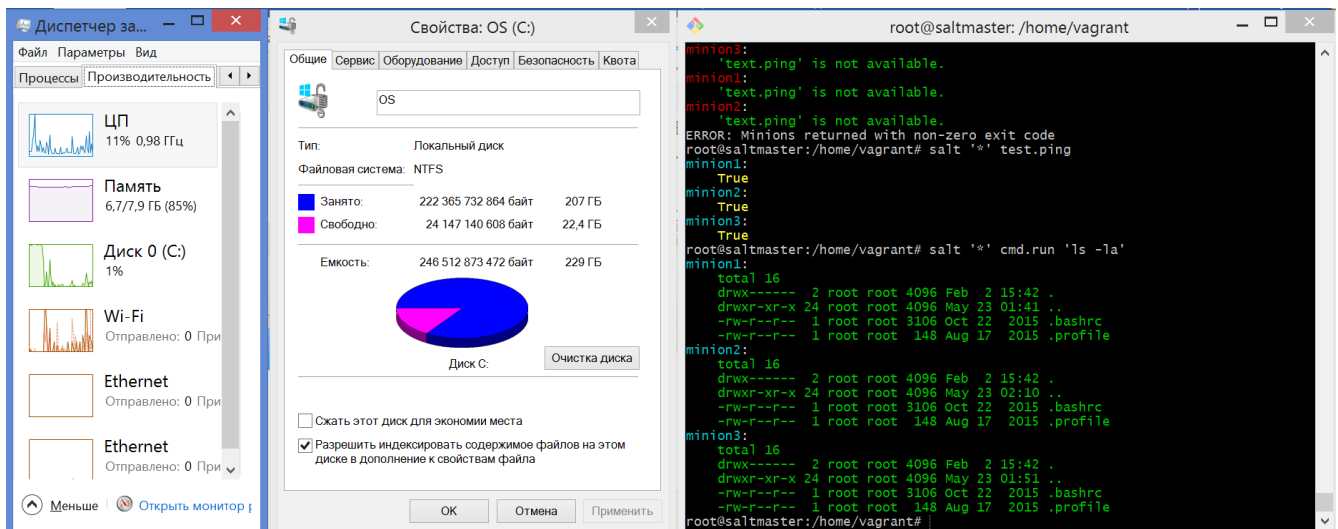 Диспетчер за...
Файл Параметры Вид
Процессы Производительность
ЦП
11% 0,98 ГГц
Память
6,7/7,9 ГБ (85%)
Диск 0 (C:)
1%
Wi-Fi
Отправлено: 0 При
Ethernet
Отправлено: 0 При
Ethernet
Отправлено: 0 При
Меньше Открыть монитор р
Свойства: OS (C:)
Общие Сервис Оборудование Доступ Безопасность Квота
OS
Тип: Локальный диск
Файловая система: NTFS
Занято: 222 365 732 864 байт 207 ГБ
Свободно: 24 147 140 608 байт 22,4 ГБ
Емкость: 246 512 873 472 байт 229 ГБ
Диск C:
Очистка диска
Сжать этот диск для экономии места
Разрешить индексировать содержимое файлов на этом
диске в дополнение к свойствам файла
OK Отмена Применить
root@saltmaster: /home/vagrant
minion3:
'text.ping' is not available.
minion1:
'text.ping' is not available.
minion2:
'text.ping' is not available.
ERROR: Minions returned with non-zero exit code
root@saltmaster:/home/vagrant# salt '*' test.ping
minion1:
True
minion2:
True
minion3:
True
root@saltmaster:/home/vagrant# salt '*' cmd.run 'ls -la'
minion1:
total 16
drwx------ 2 root root 4096 Feb 2 15:42 .
drwxr-xr-x 24 root root 4096 May 23 01:41 ..
-rw-r--r-- 1 root root 3106 Oct 22 2015 .bashrc
-rw-r--r-- 1 root root 148 Aug 17 2015 .profile
minion2:
total 16
drwx------ 2 root root 4096 Feb 2 15:42 .
drwxr-xr-x 24 root root 4096 May 23 02:10 ..
-rw-r--r-- 1 root root 3106 Oct 22 2015 .bashrc
-rw-r--r-- 1 root root 148 Aug 17 2015 .profile
minion3:
total 16
drwx------ 2 root root 4096 Feb 2 15:42 .
drwxr-xr-x 24 root root 4096 May 23 01:51 ..
-rw-r--r-- 1 root root 3106 Oct 22 2015 .bashrc
-rw-r--r-- 1 root root 148 Aug 17 2015 .profile
root@saltmaster:/home/vagrant#